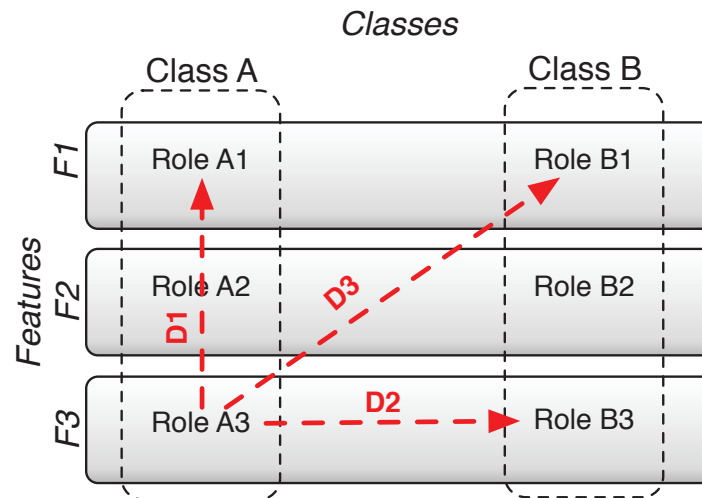 Classes
Class A
Class B
F1
Role A1
Role B1
Features
F2
Role A2
D3
Role B2
D1
F3
Role A3
D2
Role B3